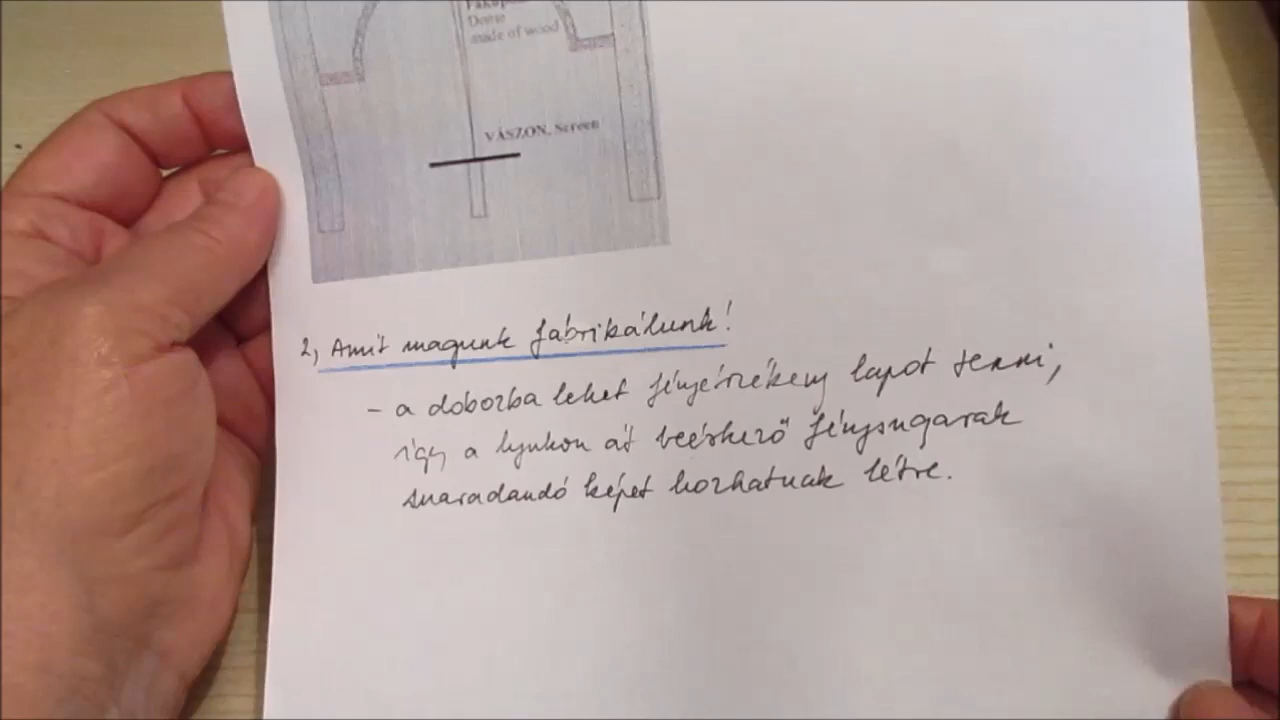 Fakupola
Dome
made of wood
VÁSZON, Screen
2, Amit magunk fabrikálunk!
- a dobozba lehet fényérzékeny lapot tenni,
így a lyukon át beérkező fénysugarak
maradandó képet hozhatnak létre.